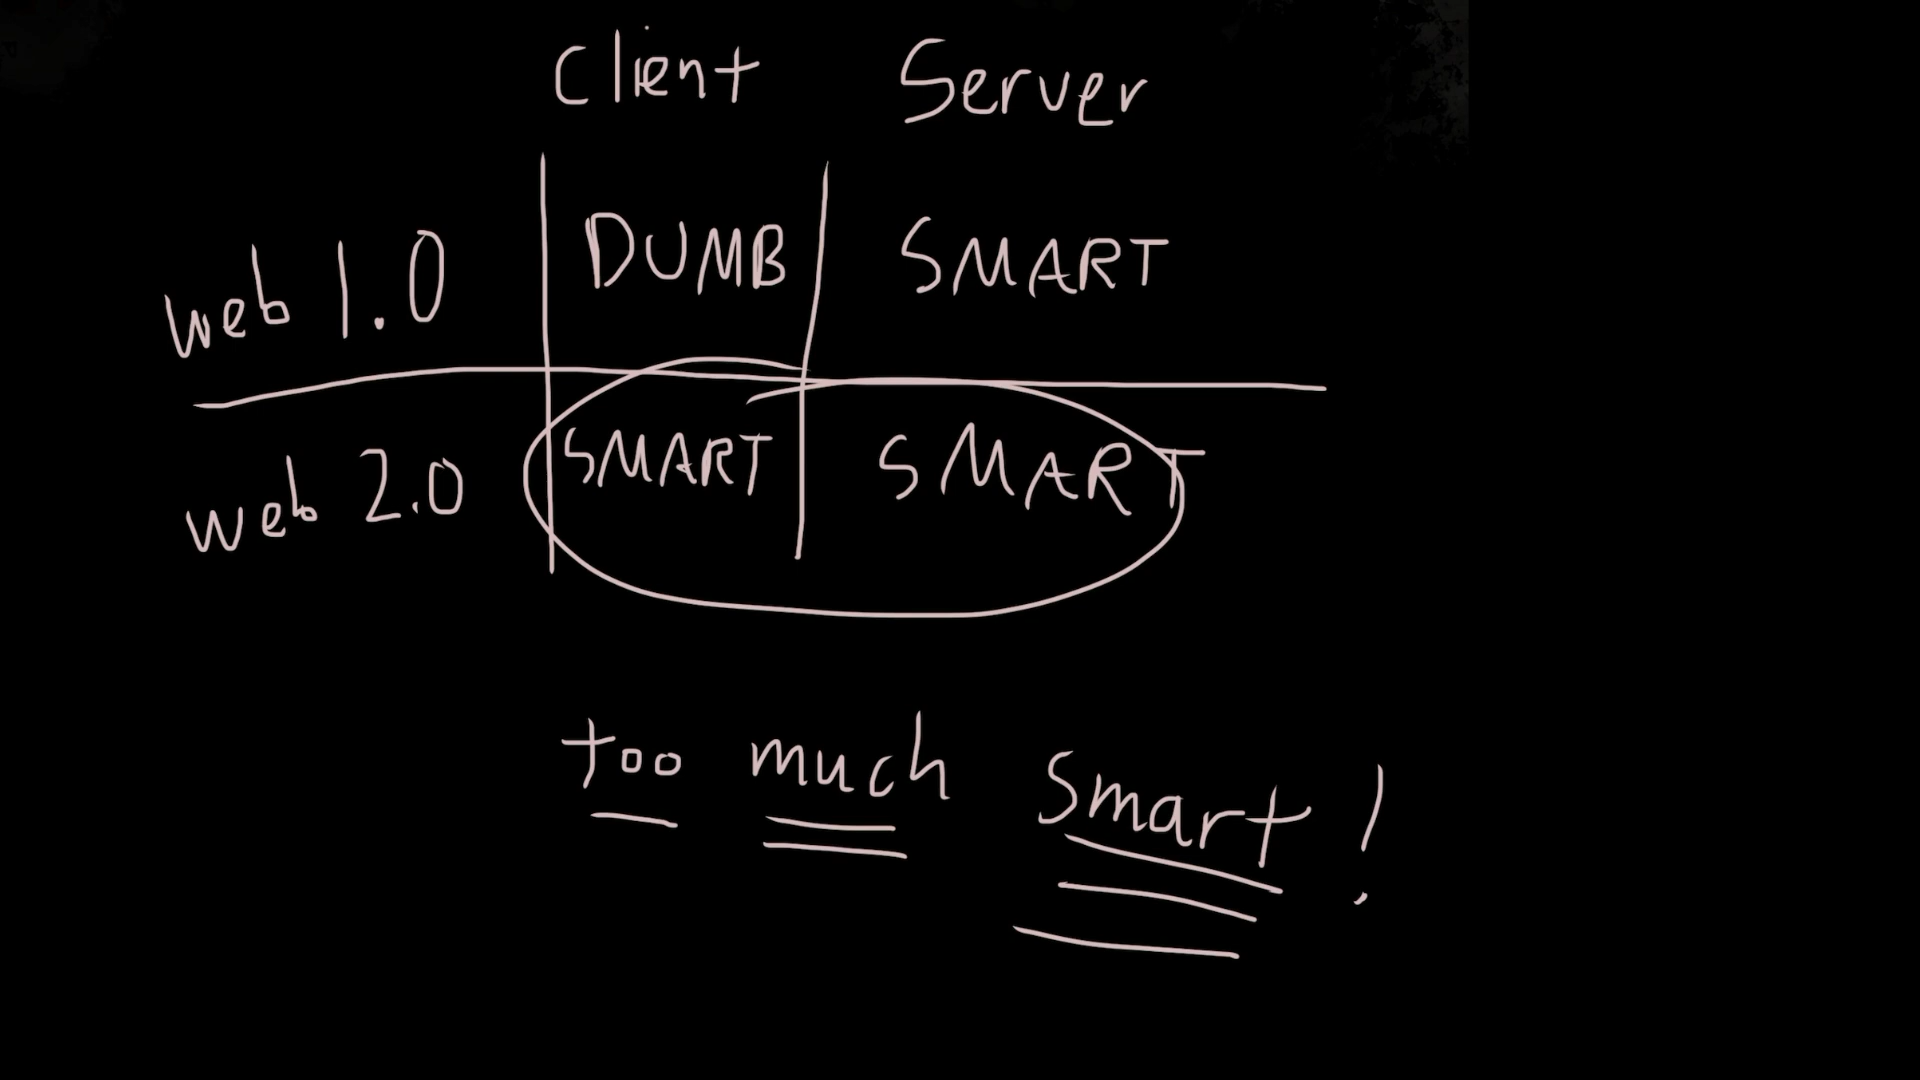 Client Server
web 1.0 DUMB SMART
web 2.0 SMART SMART
too much smart!